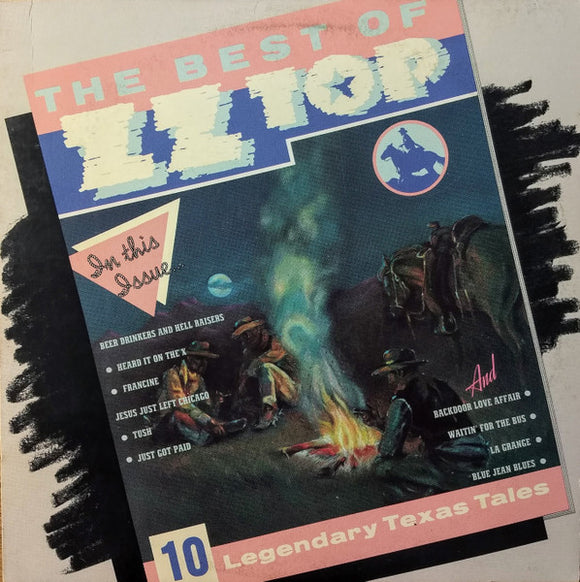 THE BEST OF
ZZ TOP
In this
Issue...
BEER DRINKERS AND HELL RAISERS
• HEARD IT ON THE X
• FRANCINE
JESUS JUST LEFT CHICAGO
• TUSH
• JUST GOT PAID
And
BACKDOOR LOVE AFFAIR •
WAITIN' FOR THE BUS •
LA GRANGE •
BLUE JEAN BLUES •
10 Legendary Texas Tales